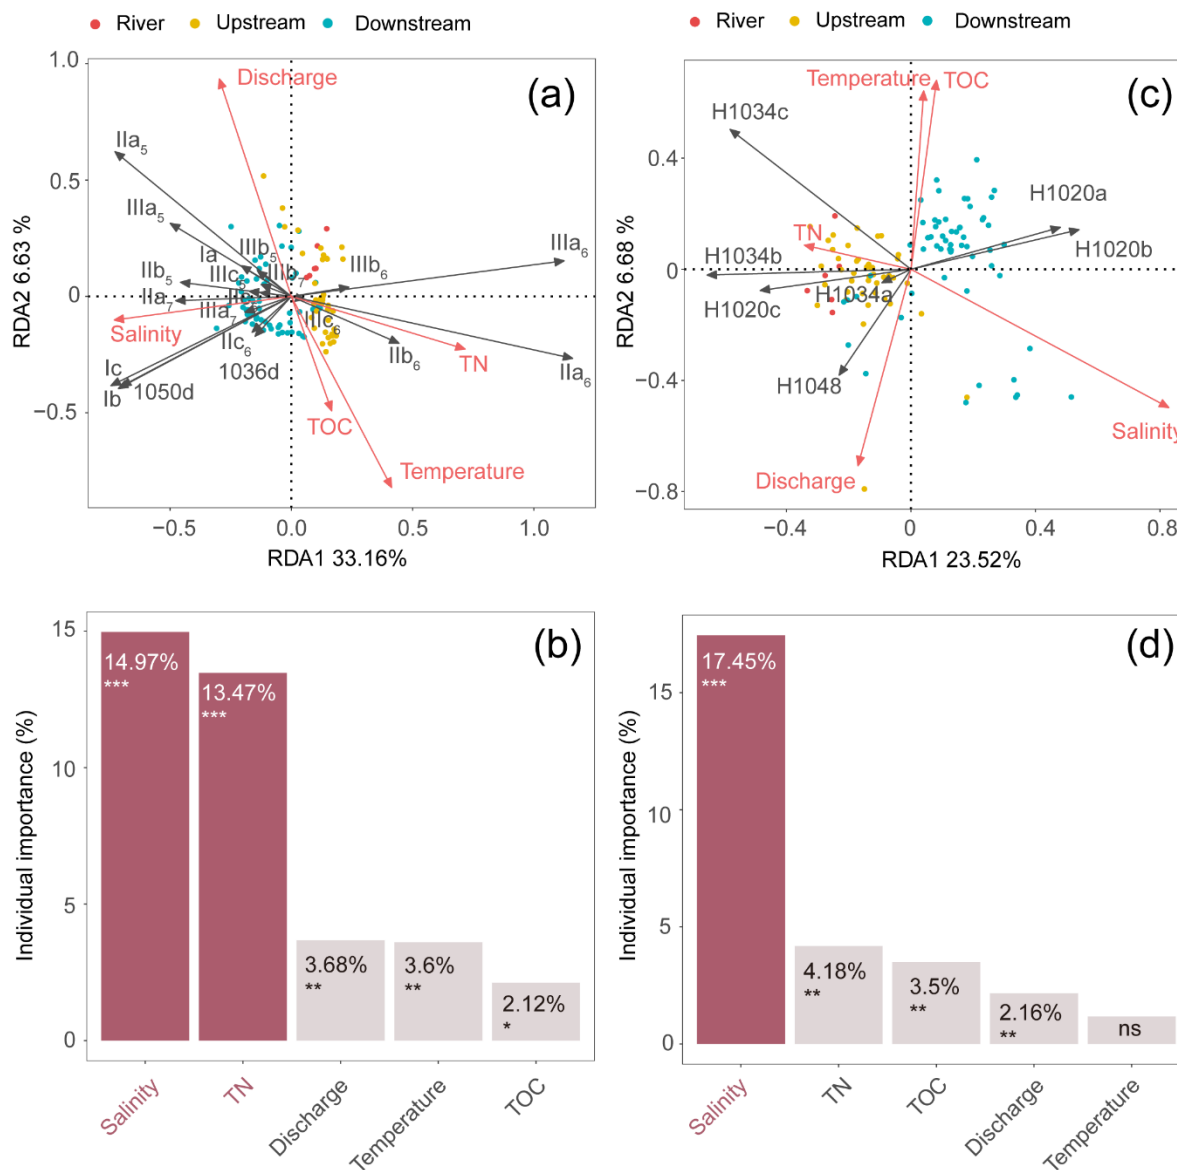 River Upstream Downstream
(a)
1.0
0.5
0
−0.5
RDA2 6.63 %
Discharge
IIa5
IIIa5
Ia
IIIb5
IIb5
IIIc5
IIIb7
IIIb6
IIIa6
IIa7
IIIa7
Salinity
IIc6
IIc6
IIb6
TN
IIa6
Ic
Ib
1050d
1036d
TOC
Temperature
−0.5 0.0 0.5 1.0
RDA1 33.16%
River Upstream Downstream
(c)
0.4
0
−0.4
−0.8
RDA2 6.68 %
Temperature
TOC
H1034c
H1020a
H1020b
TN
H1034b
H1034a
H1020c
H1048
Salinity
Discharge
−0.4 0 0.4 0.8
RDA1 23.52%
(b)
15
10
5
0
Individual importance (%)
14.97%
***
13.47%
***
3.68%
**
3.6%
**
2.12%
*
Salinity TN Discharge Temperature TOC
(d)
15
10
5
0
Individual importance (%)
17.45%
***
4.18%
**
3.5%
**
2.16%
**
ns
Salinity TN TOC Discharge Temperature